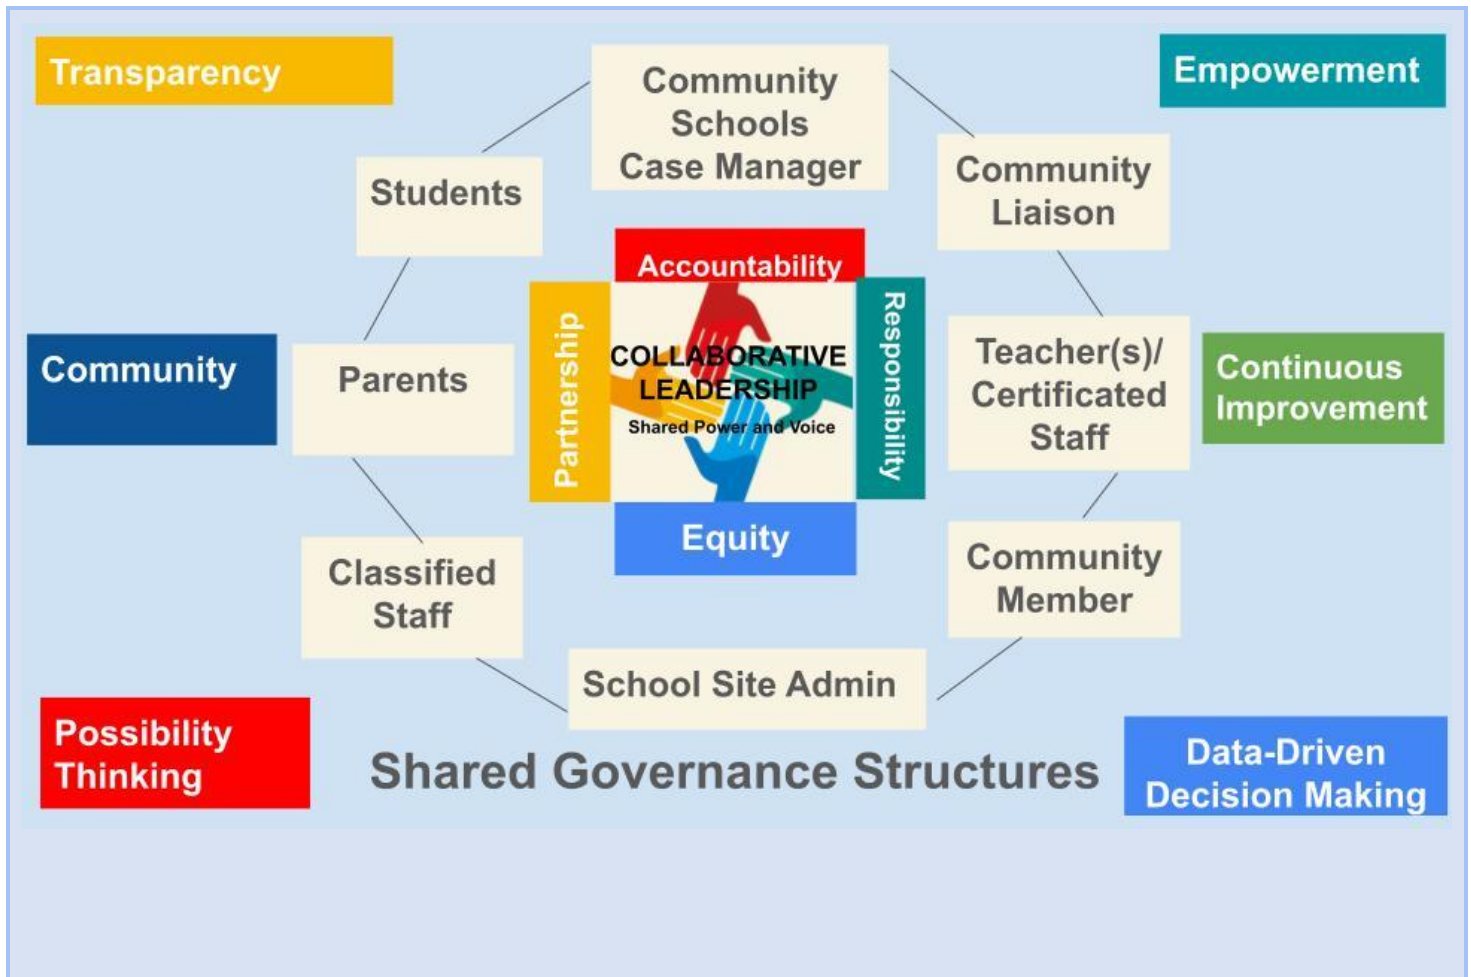 Transparency
Community
Schools
Case Manager
Empowerment
Students
Community
Liaison
Accountability
Community
Parents
Partnership
COLLABORATIVE
LEADERSHIP
Shared Power and Voice
Responsibility
Teacher(s)/
Certificated
Staff
Continuous
Improvement
Equity
Classified
Staff
Community
Member
School Site Admin
Possibility
Thinking
Shared Governance Structures
Data-Driven
Decision Making